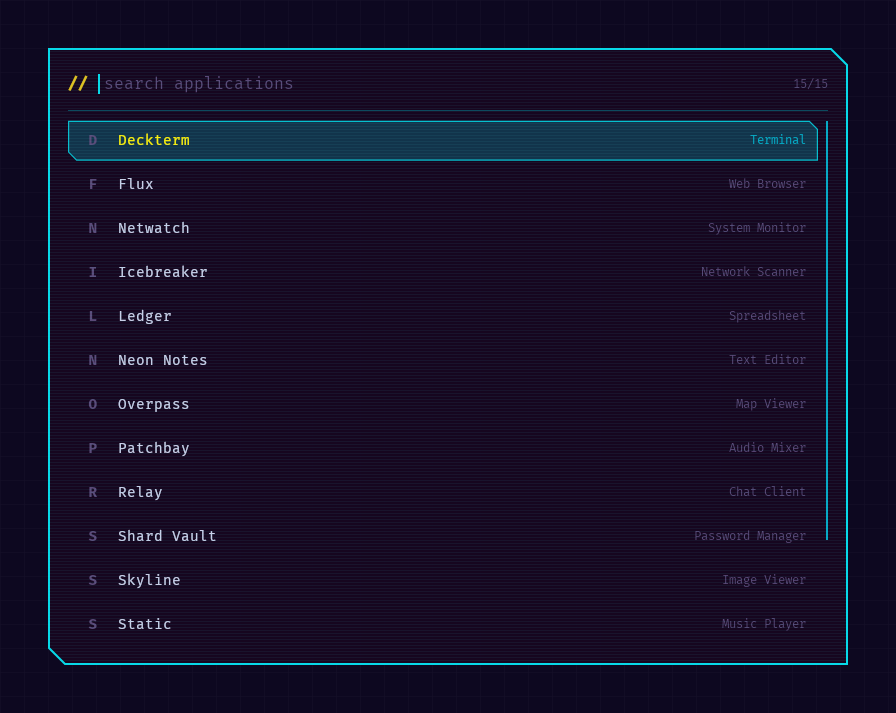 // search applications 15/15
D Deckterm Terminal
F Flux Web Browser
N Netwatch System Monitor
I Icebreaker Network Scanner
L Ledger Spreadsheet
N Neon Notes Text Editor
O Overpass Map Viewer
P Patchbay Audio Mixer
R Relay Chat Client
S Shard Vault Password Manager
S Skyline Image Viewer
S Static Music Player